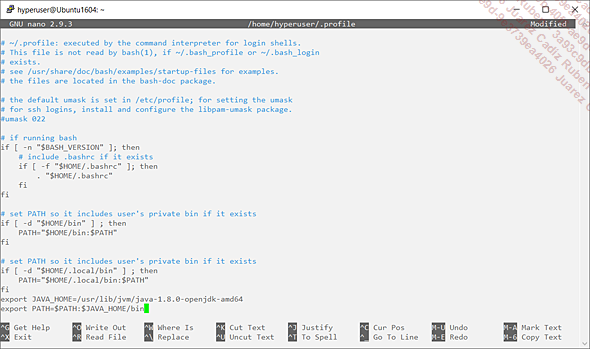 hyperuser@Ubuntu1604: ~
GNU nano 2.9.3 /home/hyperuser/.profile Modified
# ~/.profile: executed by the command interpreter for login shells.
# This file is not read by bash(1), if ~/.bash_profile or ~/.bash_login
# exists.
# see /usr/share/doc/bash/examples/startup-files for examples.
# the files are located in the bash-doc package.
# the default umask is set in /etc/profile; for setting the umask
# for ssh logins, install and configure the libpam-umask package.
#umask 022
# if running bash
if [ -n "$BASH_VERSION" ]; then
# include .bashrc if it exists
if [ -f "$HOME/.bashrc" ]; then
. "$HOME/.bashrc"
fi
fi
# set PATH so it includes user's private bin if it exists
if [ -d "$HOME/bin" ] ; then
PATH="$HOME/bin:$PATH"
fi
# set PATH so it includes user's private bin if it exists
if [ -d "$HOME/.local/bin" ] ; then
PATH="$HOME/.local/bin:$PATH"
fi
export JAVA_HOME=/usr/lib/jvm/java-1.8.0-openjdk-amd64
export PATH=$PATH:$JAVA_HOME/bin
^G Get Help ^O Write Out ^W Where Is ^K Cut Text ^J Justify ^C Cur Pos M-U Undo M-A Mark Text
^X Exit ^R Read File ^\ Replace ^U Uncut Text ^T To Spell ^_ Go To Line M-E Redo M-6 Copy Text